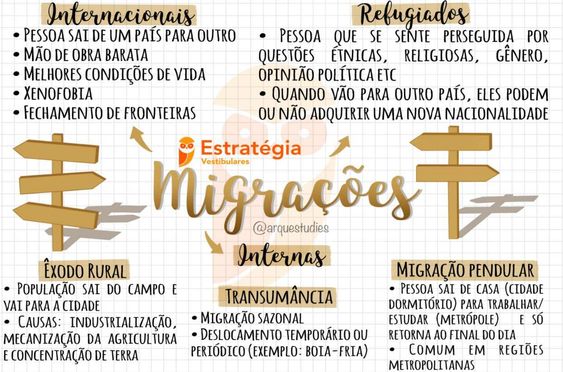 Internacionais
• Pessoa sai de um país para outro
• Mão de obra barata
• Melhores condições de vida
• Xenofobia
• Fechamento de fronteiras
Refugiados
• Pessoa que se sente perseguida por
questões étnicas, religiosas, gênero,
opinião política etc
• Quando vão para outro país, eles podem
ou não adquirir uma nova nacionalidade
Estratégia
Vestibulares
Migrações
@arquestudies
Internas
Êxodo Rural
• População sai do campo e
vai para a cidade
• Causas: industrialização,
mecanização da agricultura
e concentração de terra
Transumância
• Migração sazonal
• Deslocamento temporário ou
periódico (exemplo: boia-fria)
Migração pendular
• Pessoa sai de casa (cidade
dormitório) para trabalhar/
estudar (metrópole) e só
retorna ao final do dia
• Comum em regiões
metropolitanas